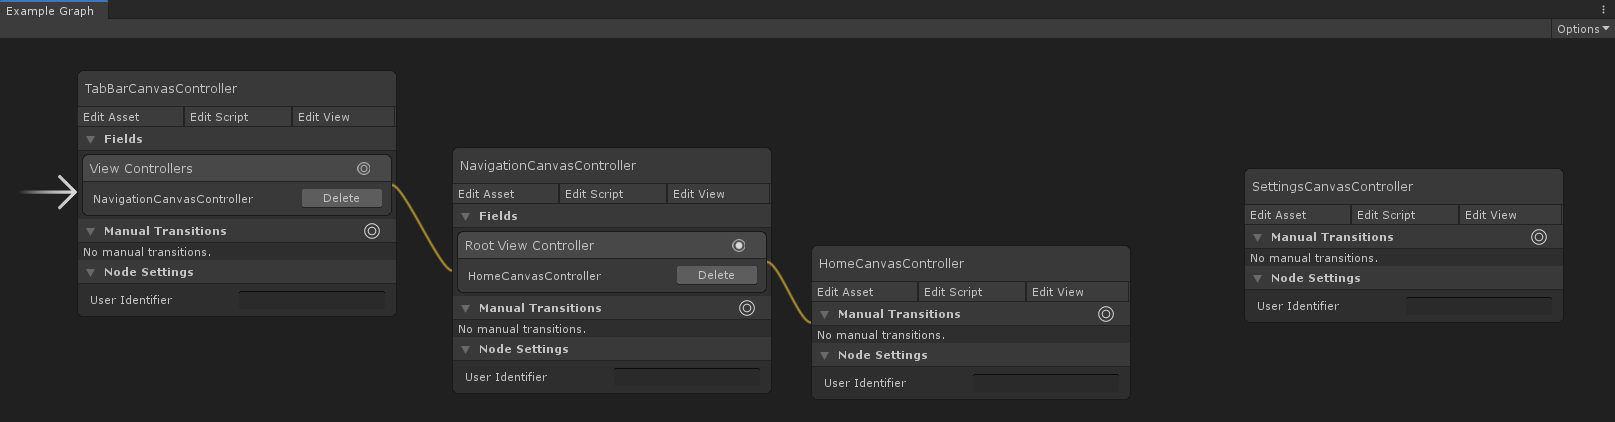 Example Graph
Options
TabBarCanvasController
Edit Asset Edit Script Edit View
Fields
View Controllers
NavigationCanvasController Delete
Manual Transitions
No manual transitions.
Node Settings
User Identifier
NavigationCanvasController
Edit Asset Edit Script Edit View
Fields
Root View Controller
HomeCanvasController Delete
Manual Transitions
No manual transitions.
Node Settings
User Identifier
HomeCanvasController
Edit Asset Edit Script Edit View
Manual Transitions
No manual transitions.
Node Settings
User Identifier
SettingsCanvasController
Edit Asset Edit Script Edit View
Manual Transitions
No manual transitions.
Node Settings
User Identifier